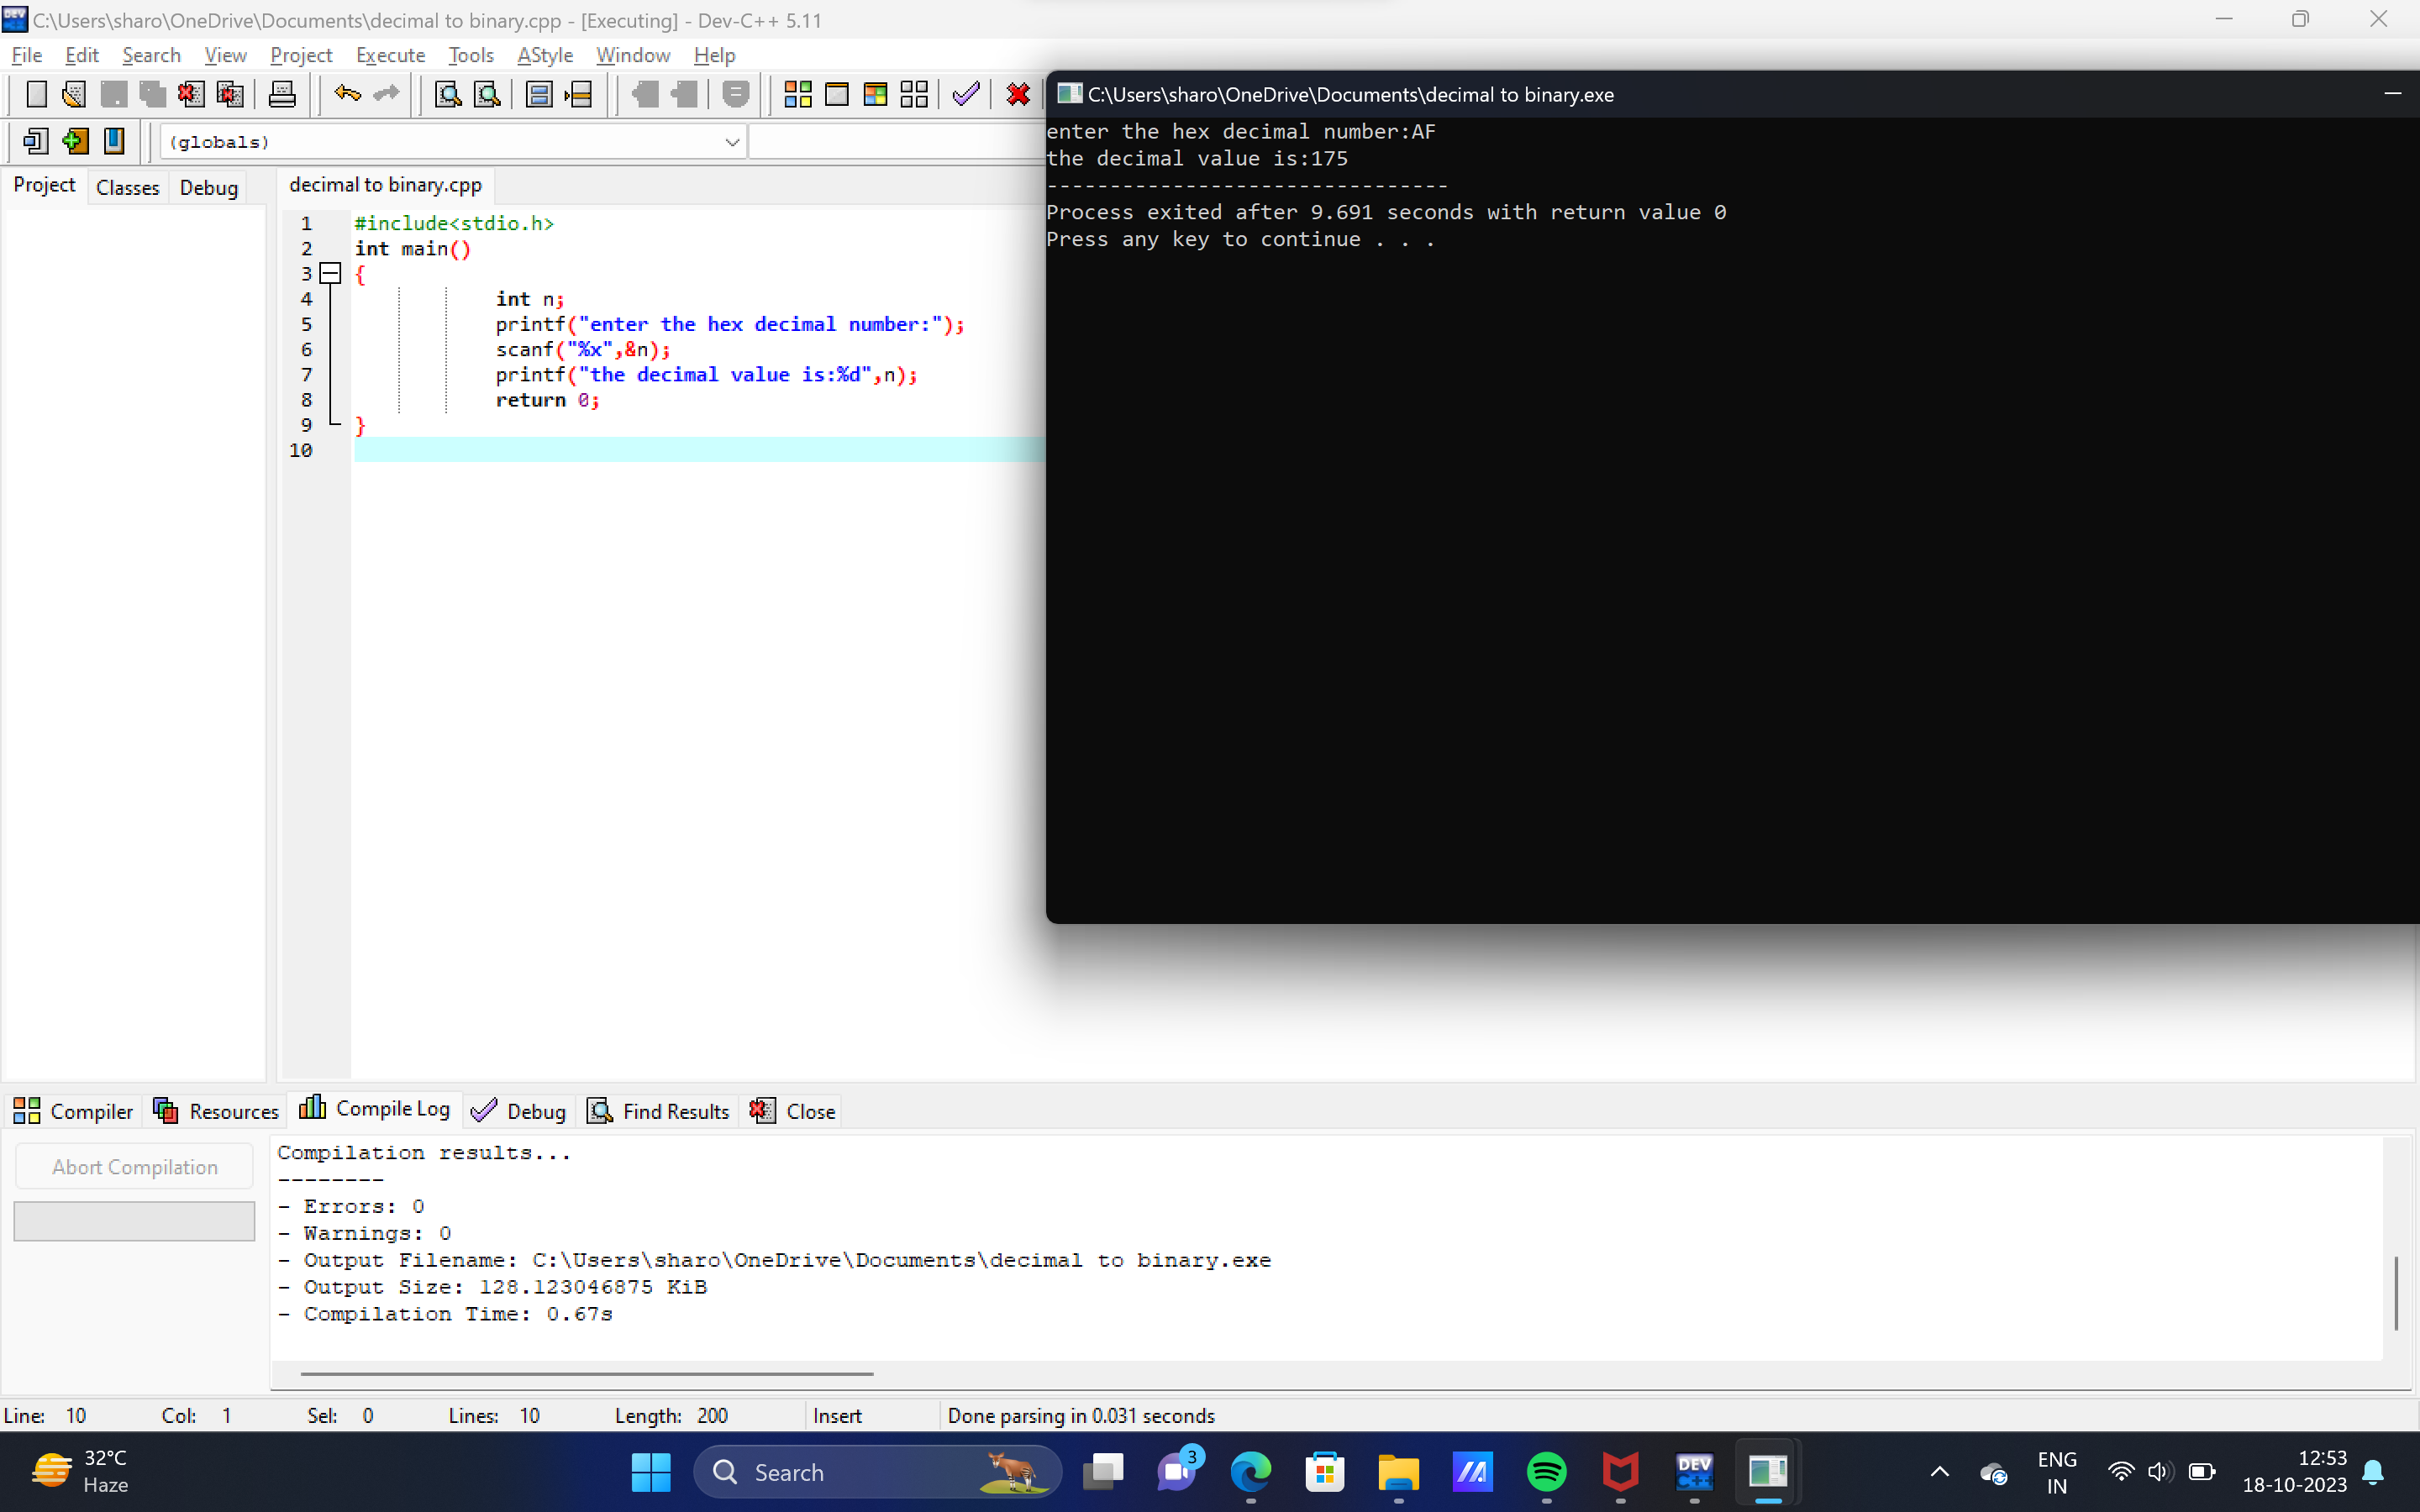 C:\Users\sharo\OneDrive\Documents\decimal to binary.cpp - [Executing] - Dev-C++ 5.11
File Edit Search View Project Execute Tools AStyle Window Help
(globals)
Project Classes Debug
decimal to binary.cpp
1 #include<stdio.h>
2 int main()
3 {
4 int n;
5 printf("enter the hex decimal number:");
6 scanf("%x",&n);
7 printf("the decimal value is:%d",n);
8 return 0;
9 }
10
C:\Users\sharo\OneDrive\Documents\decimal to binary.exe
enter the hex decimal number:AF
the decimal value is:175
--------------------------------
Process exited after 9.691 seconds with return value 0
Press any key to continue . . .
Compiler Resources Compile Log Debug Find Results Close
Abort Compilation
Compilation results...
--------
- Errors: 0
- Warnings: 0
- Output Filename: C:\Users\sharo\OneDrive\Documents\decimal to binary.exe
- Output Size: 128.123046875 KiB
- Compilation Time: 0.67s
Line: 10 Col: 1 Sel: 0 Lines: 10 Length: 200 Insert Done parsing in 0.031 seconds
32°C
Haze
Search
3
DEV
C++
ENG
IN
12:53
18-10-2023